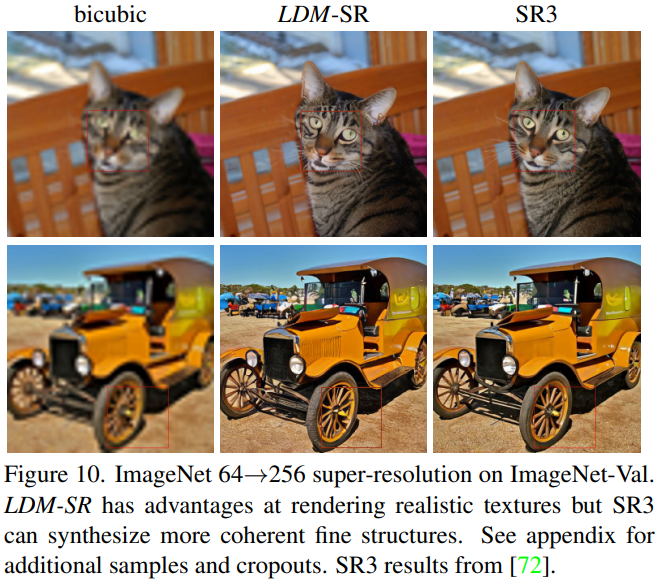 bicubic LDM-SR SR3
Figure 10. ImageNet 64→256 super-resolution on ImageNet-Val.
LDM-SR has advantages at rendering realistic textures but SR3
can synthesize more coherent fine structures. See appendix for
additional samples and cropouts. SR3 results from [72].